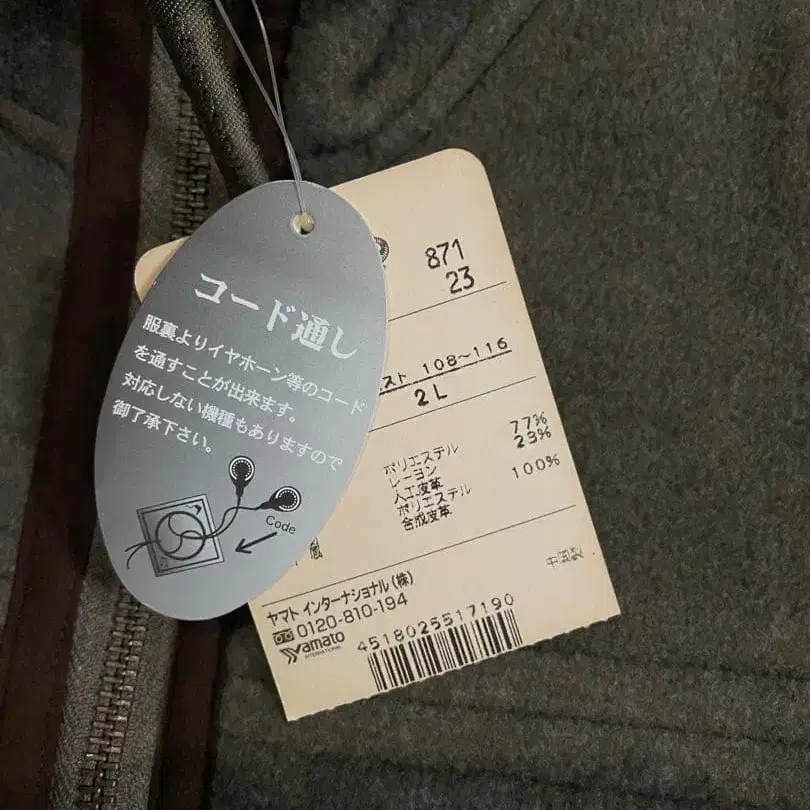 コード通し
服裏よりイヤホーン等のコード
を通すことが出来ます。
対応しない機種もありますので
御了承下さい。
Code
871
23
スト 108~116
2L
ポリエステル 77%
レーヨン 23%
人工皮革
ポリエステル 100%
合成皮革
中国製
ヤマト インターナショナル(株)
0120-810-194
Yamato
INTERNATIONAL
4518025517190